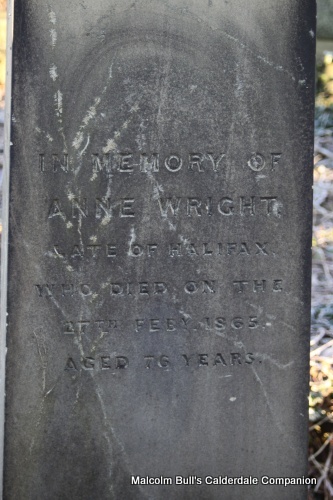 IN MEMORY OF
ANNE WRIGHT,
LATE OF HALIFAX,
WHO DIED ON THE
27TH FEBY. 1865.
AGED 76 YEARS.
Malcolm Bull's Calderdale Companion